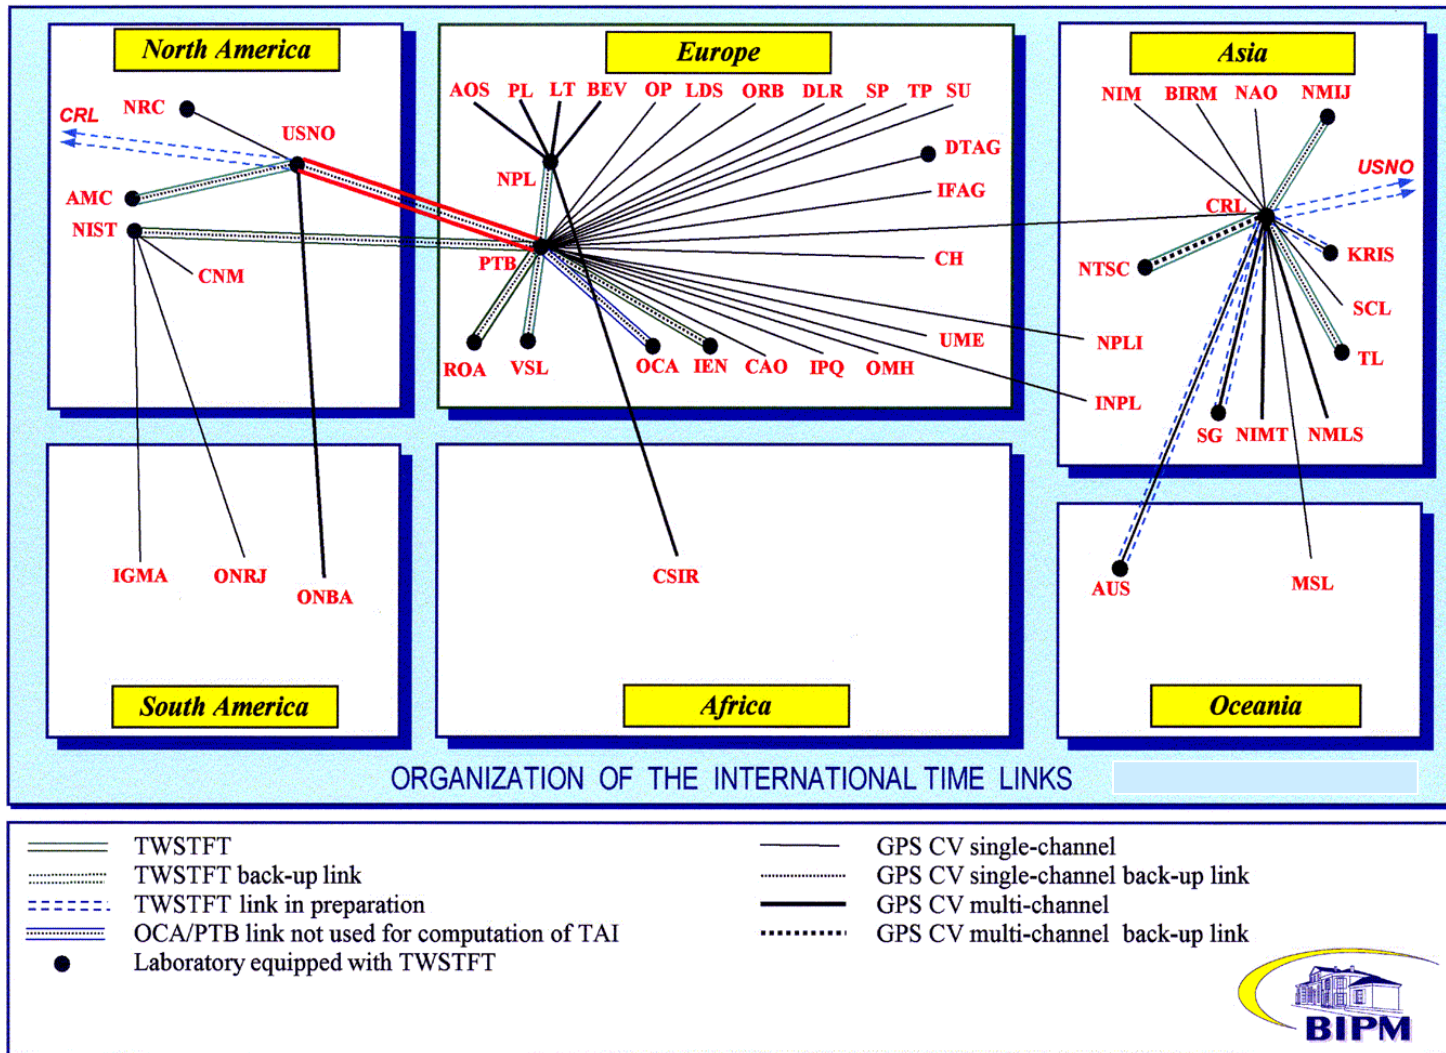 North America
Europe
Asia
NRC
CRL
USNO
AMC
NIST
CNM
AOS PL LT BEV OP LDS ORB DLR SP TP SU
DTAG
NPL
IFAG
PTB
CH
UME
ROA VSL OCA IEN CAO IPQ OMH
NIM BIRM NAO NMIJ
USNO
CRL
NTSC
KRIS
SCL
NPLI
TL
INPL
SG NIMT NMLS
IGMA ONRJ
ONBA
CSIR
AUS
MSL
South America
Africa
Oceania
ORGANIZATION OF THE INTERNATIONAL TIME LINKS
TWSTFT
TWSTFT back-up link
TWSTFT link in preparation
OCA/PTB link not used for computation of TAI
Laboratory equipped with TWSTFT
GPS CV single-channel
GPS CV single-channel back-up link
GPS CV multi-channel
GPS CV multi-channel back-up link
BIPM